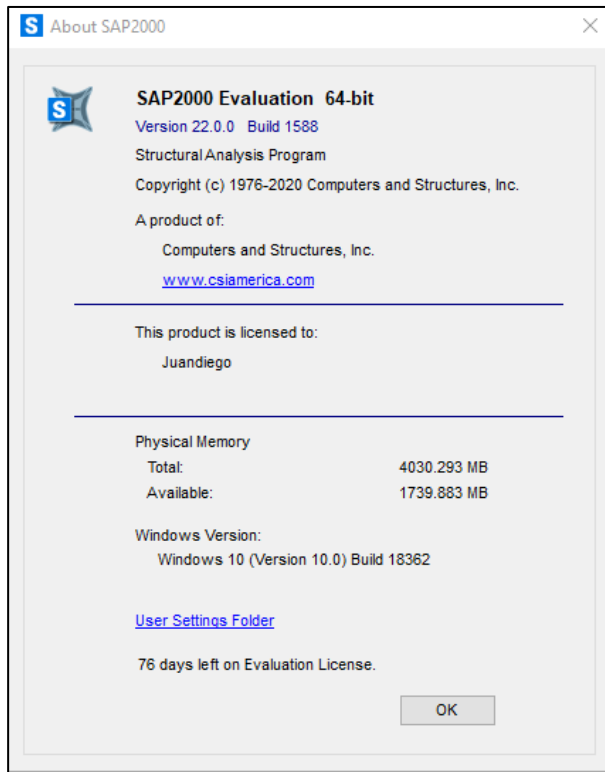 S About SAP2000
S
SAP2000 Evaluation 64-bit
Version 22.0.0 Build 1588
Structural Analysis Program
Copyright (c) 1976-2020 Computers and Structures, Inc.
A product of:
Computers and Structures, Inc.
www.csiamerica.com
This product is licensed to:
Juandiego
Physical Memory
Total: 4030.293 MB
Available: 1739.883 MB
Windows Version:
Windows 10 (Version 10.0) Build 18362
User Settings Folder
76 days left on Evaluation License.
OK